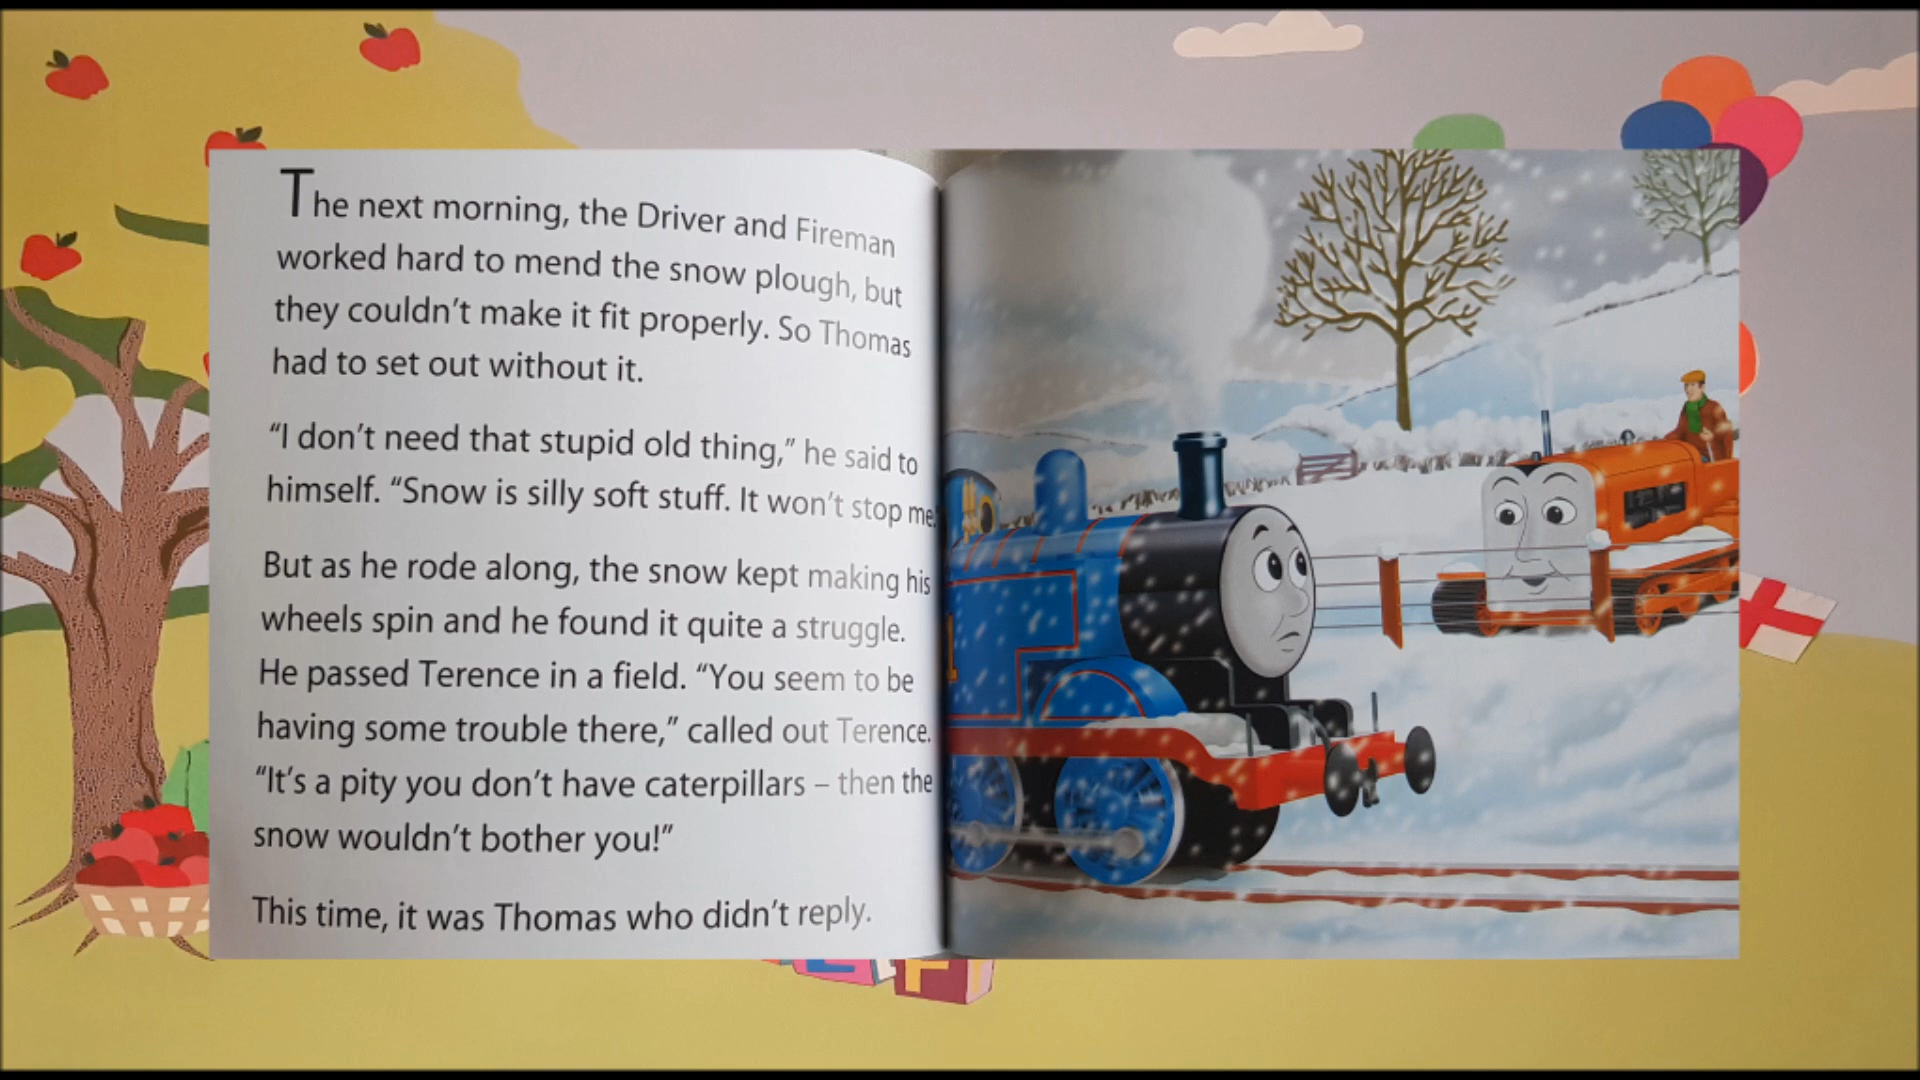 The next morning, the Driver and Fireman
worked hard to mend the snow plough, but
they couldn't make it fit properly. So Thomas
had to set out without it.
“I don't need that stupid old thing,” he said to
himself. “Snow is silly soft stuff. It won't stop me.
But as he rode along, the snow kept making his
wheels spin and he found it quite a struggle.
He passed Terence in a field. “You seem to be
having some trouble there,” called out Terence.
“It's a pity you don't have caterpillars – then the
snow wouldn't bother you!”
This time, it was Thomas who didn't reply.
1